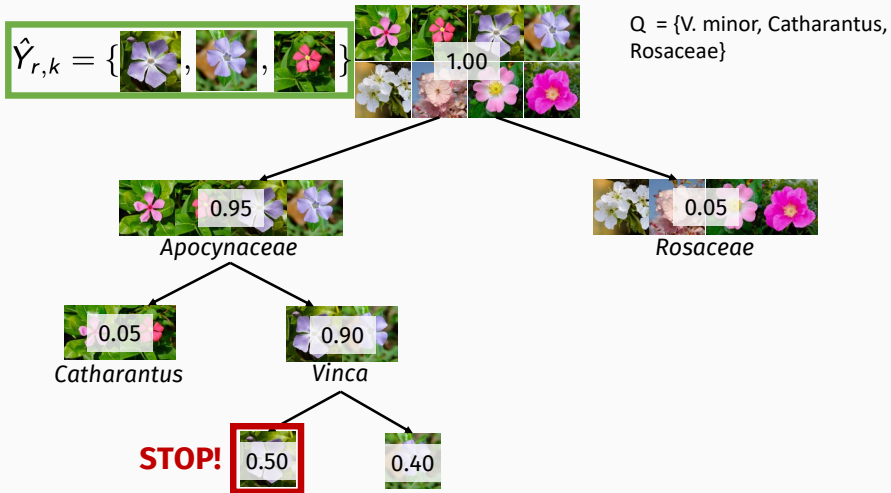 Ŷr,k = { , , }
1.00
Q = {V. minor, Catharantus,
Rosaceae}
0.95
Apocynaceae
0.05
Rosaceae
0.05
Catharantus
0.90
Vinca
STOP!
0.50
0.40